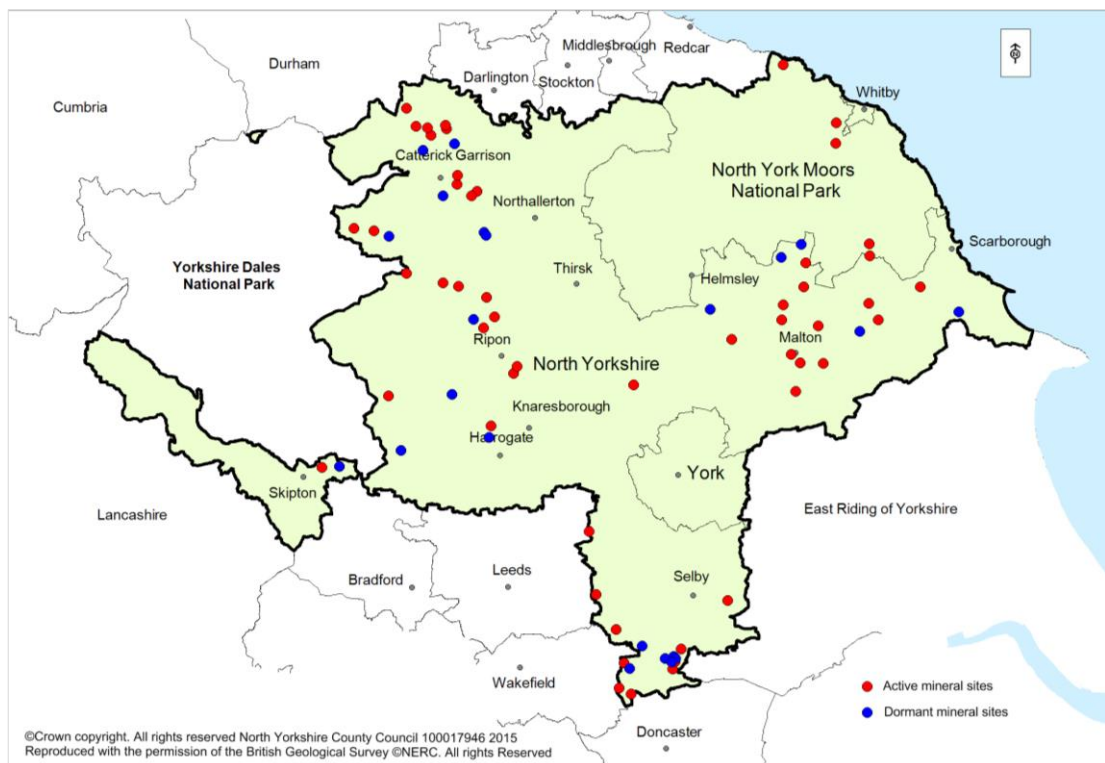 Middlesbrough
Redcar
Durham
Darlington
Stockton
Cumbria
Whitby
Catterick Garrison
North York Moors
National Park
Northallerton
Scarborough
Yorkshire Dales
National Park
Thirsk
Helmsley
Ripon
Malton
North Yorkshire
Knaresborough
Harrogate
York
Skipton
Lancashire
East Riding of Yorkshire
Bradford
Leeds
Selby
Wakefield
Active mineral sites
Dormant mineral sites
Doncaster
©Crown copyright. All rights reserved North Yorkshire County Council 100017946 2015
Reproduced with the permission of the British Geological Survey ©NERC. All rights Reserved